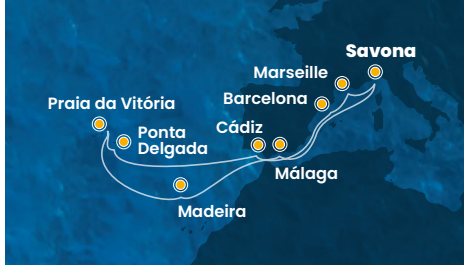 Savona
Marseille
Barcelona
Praia da Vitória
Cádiz
Ponta
Delgada
Málaga
Madeira